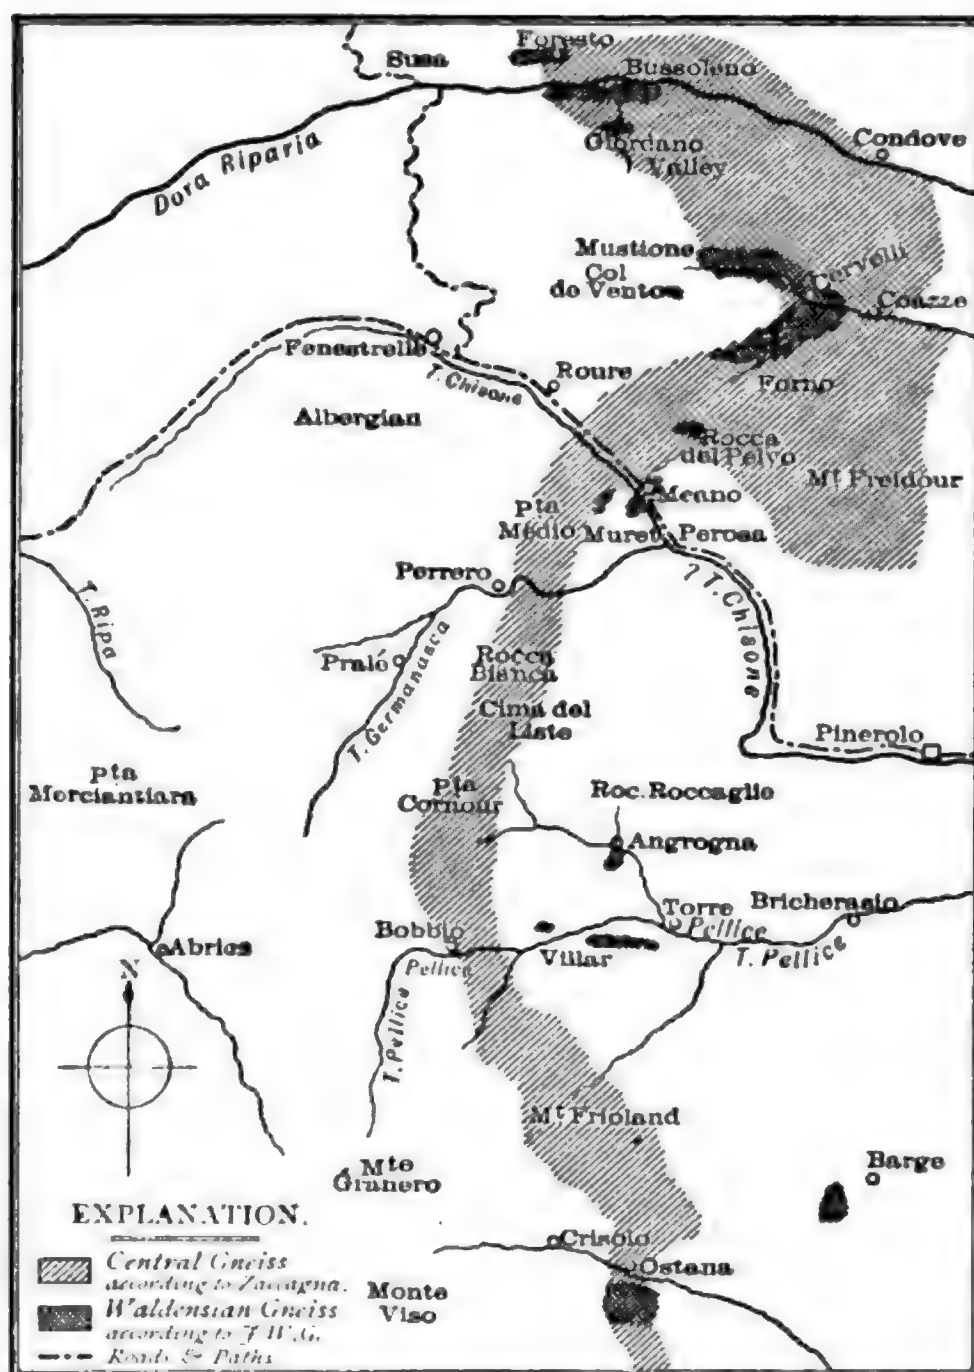 Foresto
Susa
Bussoleno
Giordano
Valley
Condove
Dora Riparia
Mustione
Col
de Vento
Cervelli
Coazze
Fenestrelle
T. Chisone
Roure
Forno
Albergian
Rocca
del Pelvo
Mt. Freidour
Meano
Pta
Medio
Muret
Perosa
Perrero
? T. Chisone
T. Ripa
Pralé
T. Germanasca
Rocca
Bianca
Cima del
Liste
Pinerolo
Pta
Merciantiara
Pta
Cornour
Roc. Roccaglie
Angrogna
Torre
Pellice
Bricherasio
Bobbio
Pellice
Villar
T. Pellice
Abries
N
T. Pellice
Mt. Frioland
Mte
Granero
Barge
EXPLANATION.
Central Gneiss
according to Zaccagna.
Waldensian Gneiss
according to J. W. G.
Roads & Paths
Crisolo
Ostana
Monte
Viso